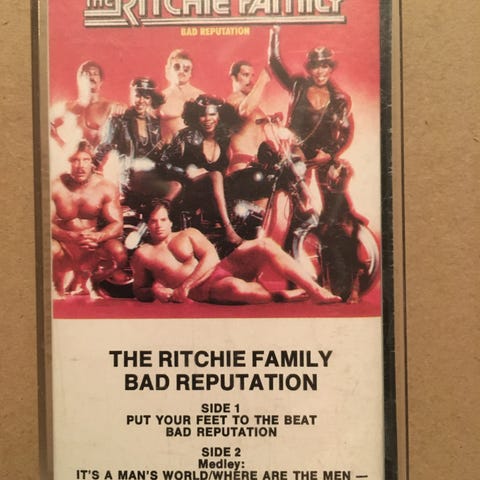 THE RITCHIE FAMILY
BAD REPUTATION
THE RITCHIE FAMILY
BAD REPUTATION
SIDE 1
PUT YOUR FEET TO THE BEAT
BAD REPUTATION
SIDE 2
Medley:
IT'S A MAN'S WORLD/WHERE ARE THE MEN —